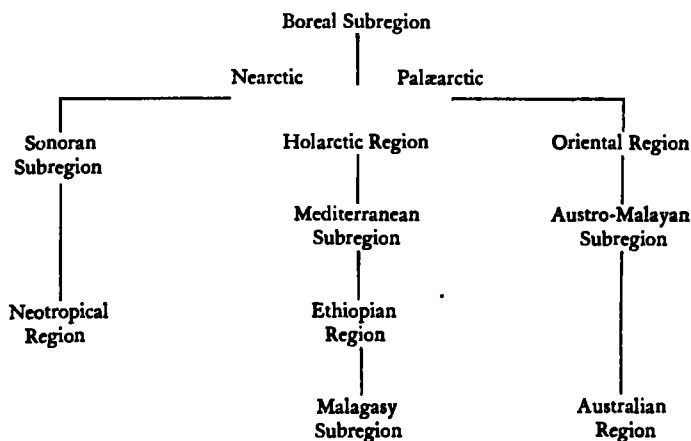 Boreal Subregion
Nearctic Palæarctic
Sonoran
Subregion
Holarctic Region
Oriental Region
Mediterranean
Subregion
Austro-Malayan
Subregion
Neotropical
Region
Ethiopian
Region
Malagasy
Subregion
Australian
Region